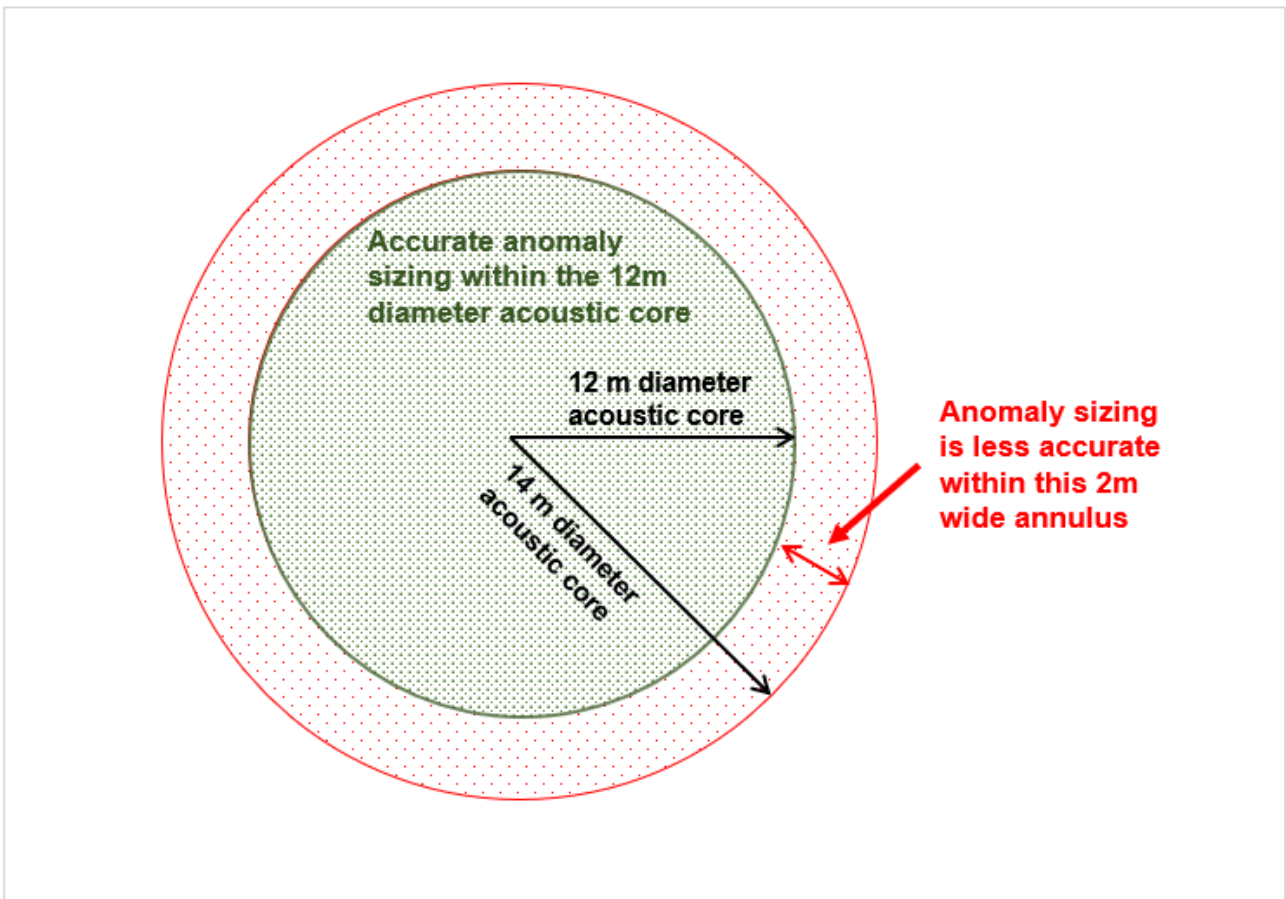 Accurate anomaly
sizing within the 12m
diameter acoustic core
12 m diameter
acoustic core
14 m diameter
acoustic core
Anomaly sizing
is less accurate
within this 2m
wide annulus